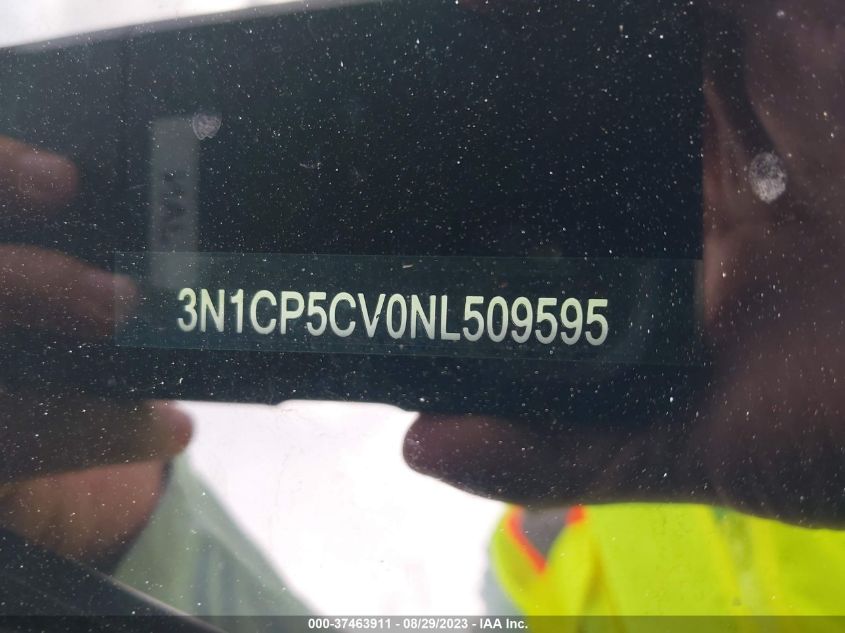 3N1CP5CV0NL509595
000-37463911 - 08/29/2023 - IAA Inc.